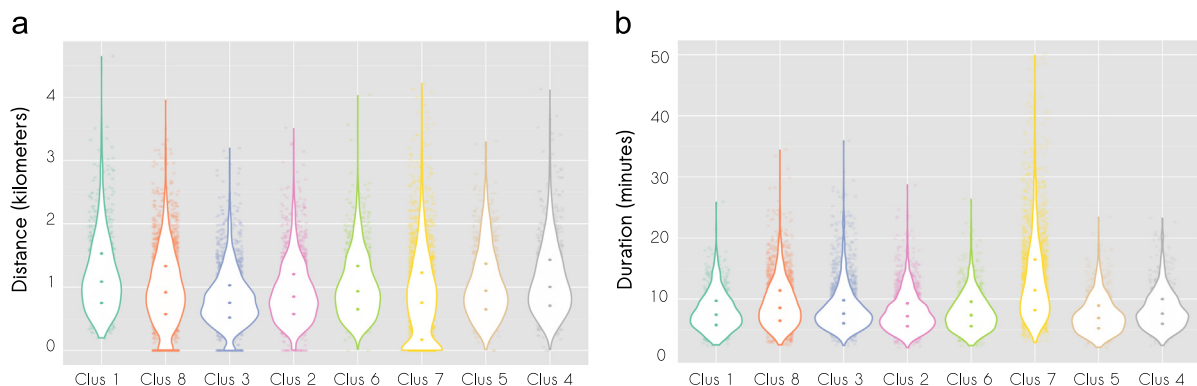 a
Distance (kilometers)
4
3
2
1
0
Clus 1 Clus 8 Clus 3 Clus 2 Clus 6 Clus 7 Clus 5 Clus 4
b
Duration (minutes)
50
40
30
20
10
0
Clus 1 Clus 8 Clus 3 Clus 2 Clus 6 Clus 7 Clus 5 Clus 4